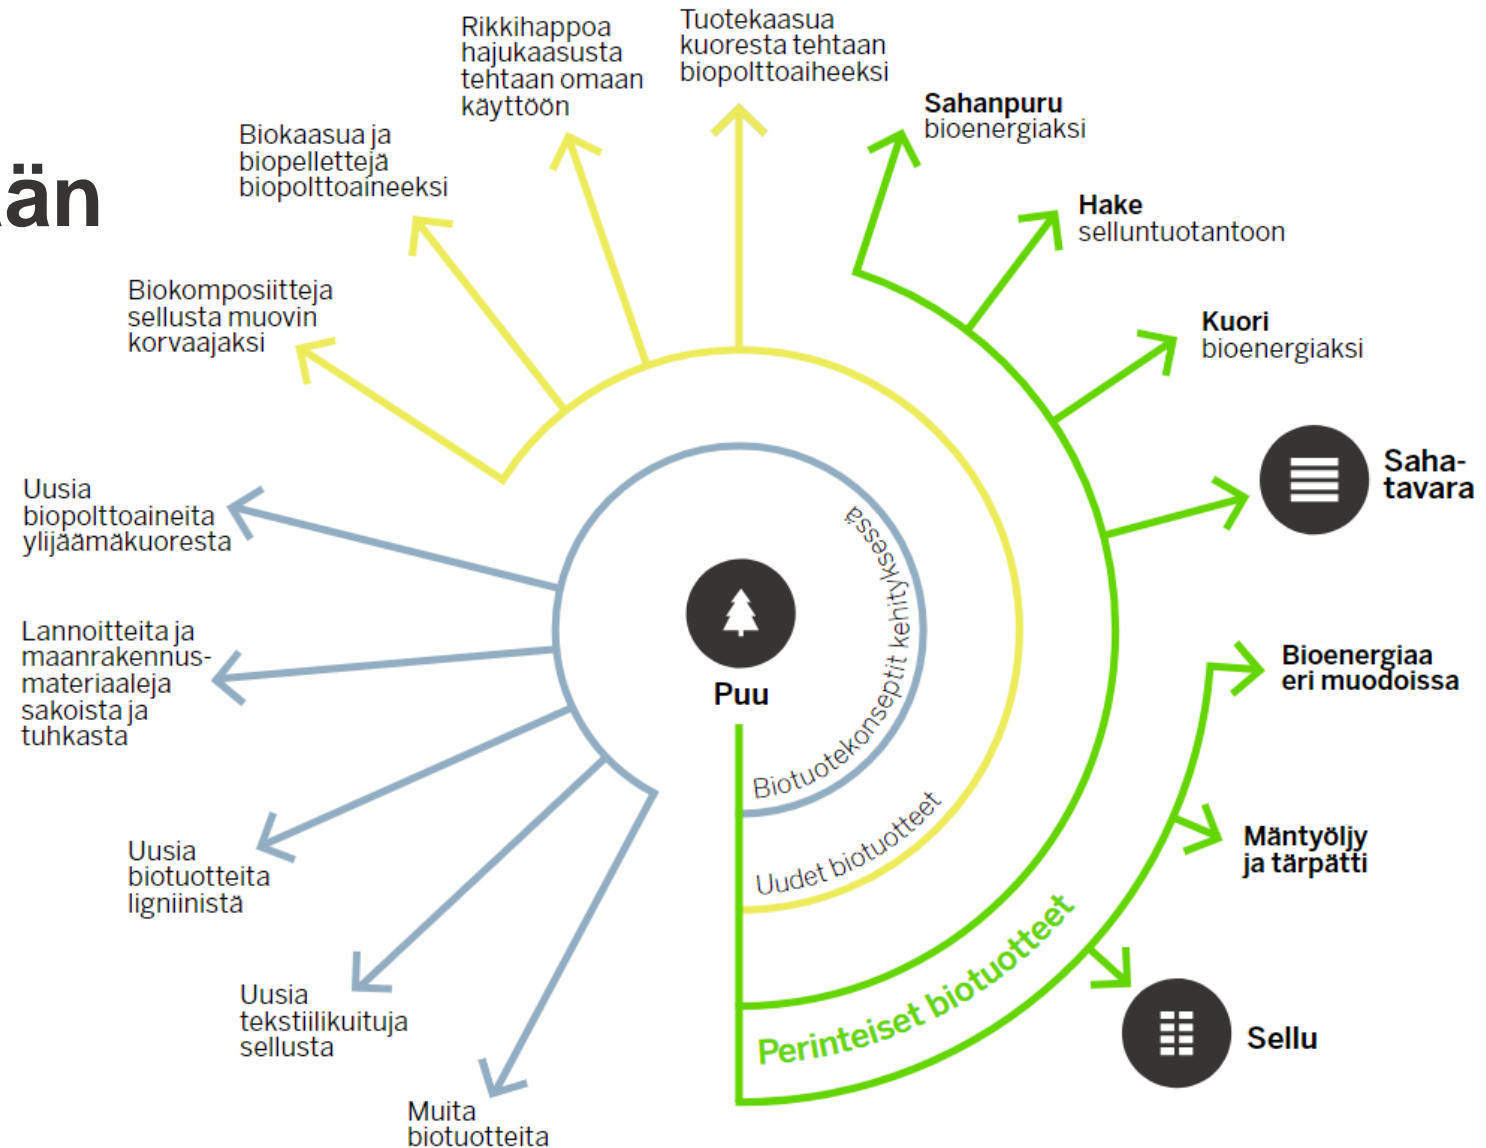 Rikkihappoa
hajukaasusta
tehtaan omaan
käyttöön
Tuotekaasua
kuoresta tehtaan
biopolttoaiheeksi
Sahanpuru
bioenergiaksi
Biokaasua ja
biopellettejä
biopolttoaineeksi
än
Hake
selluntuotantoon
Biokomposiitteja
sellusta muovin
korvaajaksi
Kuori
bioenergiaksi
Saha-
tavara
Uusia
biopolttoaineita
ylijäämäkuoresta
Lannoitteita ja
maanrakennus-
materiaaleja
sakoista ja
tuhkasta
Puu
Biotuotekonseptit kehityksessä
Uudet biotuotteet
Perinteiset biotuotteet
Bioenergiaa
eri muodoissa
Mäntyöljy
ja tärpätti
Sellu
Uusia
biotuotteita
ligniinistä
Uusia
tekstiilikuituja
sellusta
Muita
biotuotteita